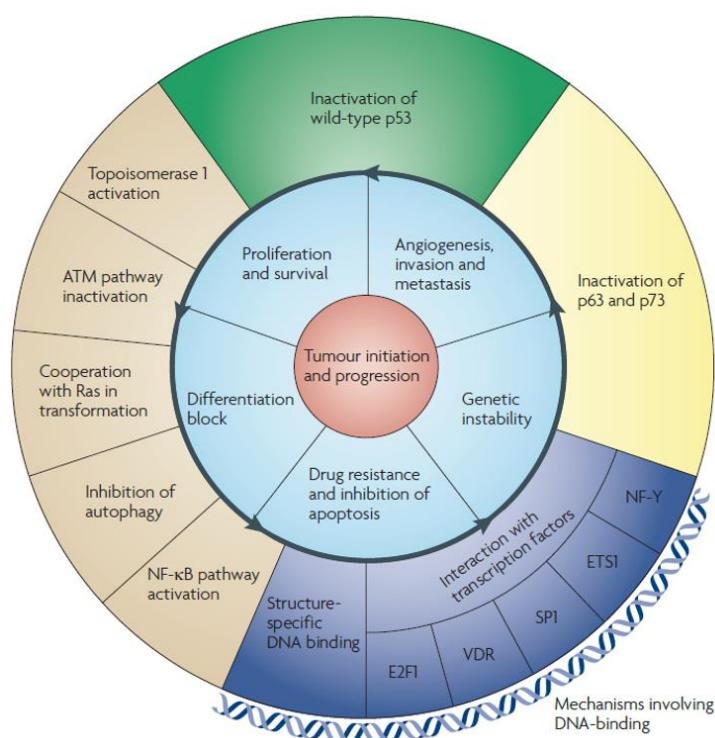 Inactivation of
wild-type p53
Topoisomerase 1
activation
Proliferation
and survival
Angiogenesis,
invasion and
metastasis
ATM pathway
inactivation
Inactivation of
p63 and p73
Tumour initiation
and progression
Cooperation
with Ras in
transformation
Differentiation
block
Genetic
instability
Drug resistance
and inhibition of
apoptosis
Inhibition of
autophagy
NF-κB pathway
activation
Structure-
specific
DNA binding
Interaction with
transcription factors
NF-Y
ETS1
SP1
VDR
E2F1
Mechanisms involving
DNA-binding